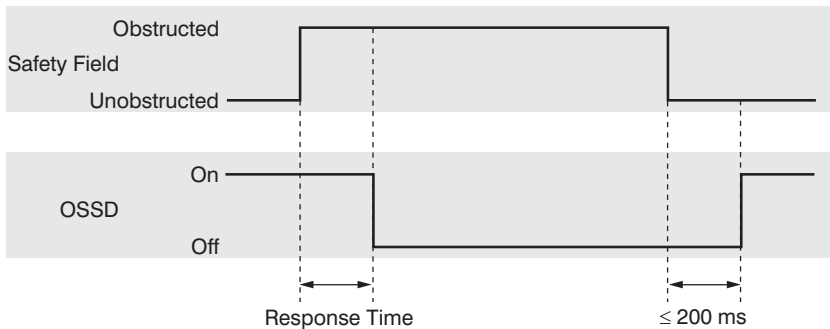 Obstructed
Safety Field
Unobstructed
On
OSSD
Off
Response Time
≤ 200 ms